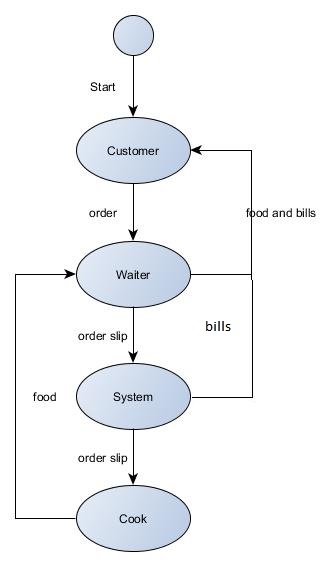 Start
Customer
order
food and bills
Waiter
order slip
bills
System
food
order slip
Cook